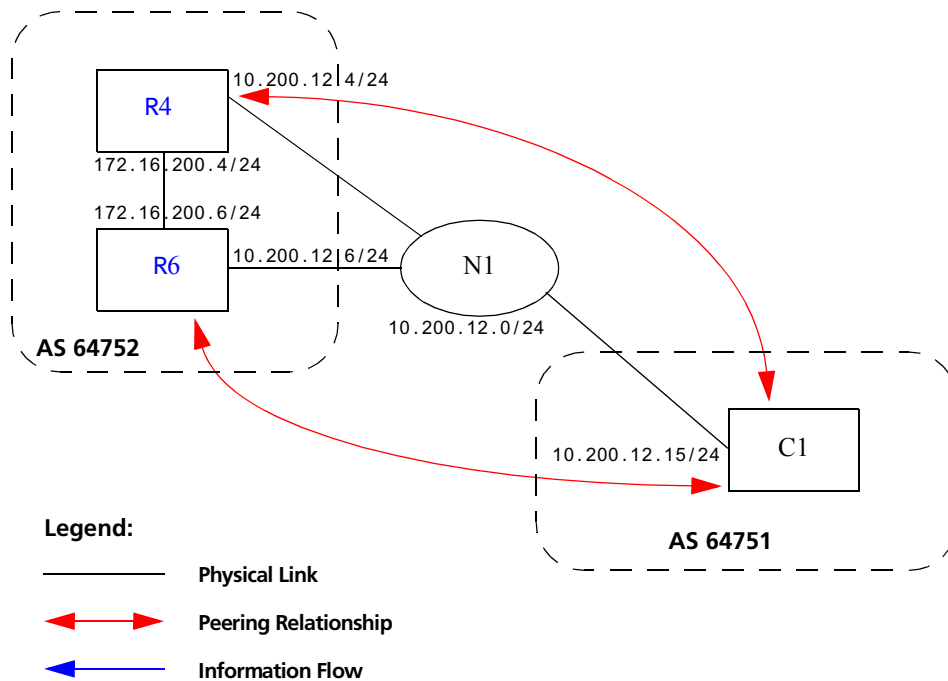 10.200.12.4/24
R4
172.16.200.4/24
172.16.200.6/24
R6
10.200.12.6/24
N1
10.200.12.0/24
AS 64752
C1
10.200.12.15/24
AS 64751
Legend:
Physical Link
Peering Relationship
Information Flow